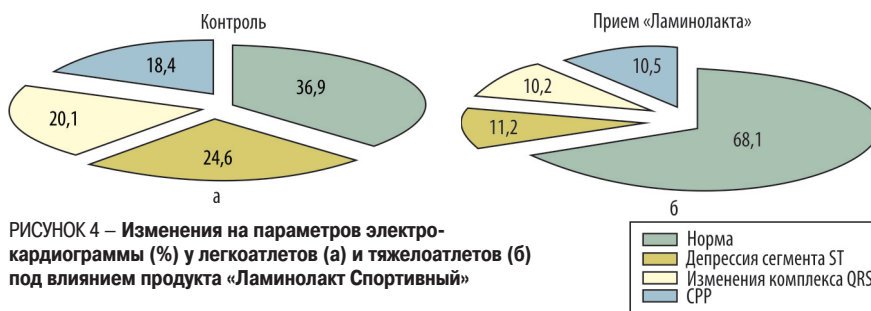 Контроль
18,4
36,9
20,1
24,6
а
Прием «Ламинолакта»
10,5
10,2
11,2
68,1
б
РИСУНОК 4 – Изменения на параметров электро-
кардиограммы (%) у легкоатлетов (а) и тяжелоатлетов (б)
под влиянием продукта «Ламинолакт Спортивный»
Норма
Депрессия сегмента ST
Изменения комплекса QRS
СРР